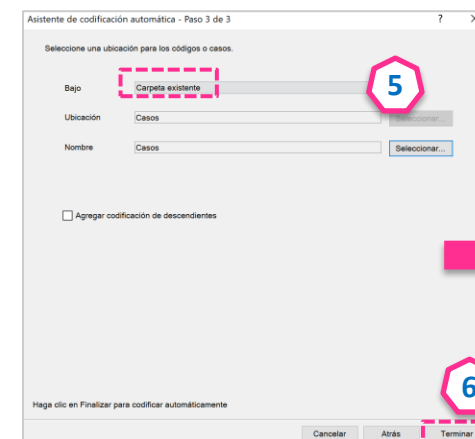 Asistente de codificación automática - Paso 3 de 3 ? X
Seleccione una ubicación para los códigos o casos.
Bajo Carpeta existente 5
Ubicación Casos Seleccionar...
Nombre Casos Seleccionar...
Agregar codificación de descendientes
6
Haga clic en Finalizar para codificar automáticamente
Cancelar Atrás Terminar